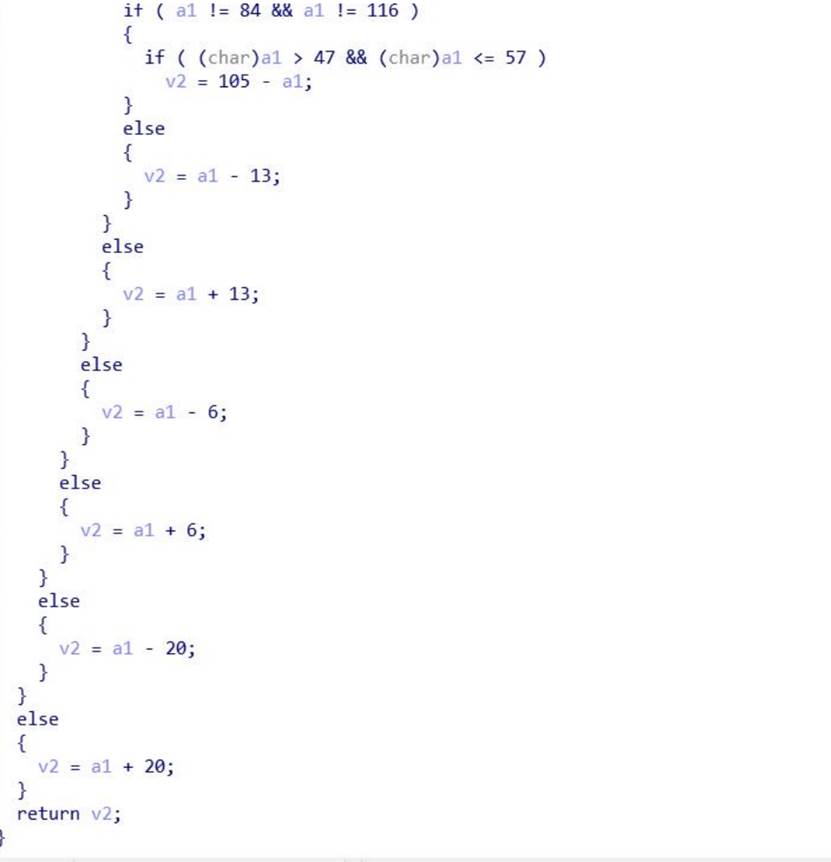 if ( a1 != 84 && a1 != 116 )
{
if ( (char)a1 > 47 && (char)a1 <= 57 )
v2 = 105 - a1;
}
else
{
v2 = a1 - 13;
}
}
else
{
v2 = a1 + 13;
}
}
else
{
v2 = a1 - 6;
}
}
else
{
v2 = a1 + 6;
}
}
else
{
v2 = a1 - 20;
}
}
else
{
v2 = a1 + 20;
}
return v2;
}